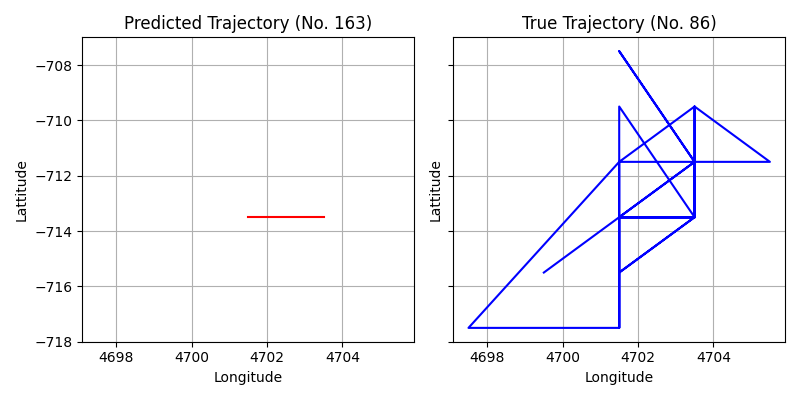 Predicted Trajectory (No. 163)
Lattitude
−708
−710
−712
−714
−716
−718
4698
4700
4702
4704
Longitude
True Trajectory (No. 86)
Lattitude
4698
4700
4702
4704
Longitude